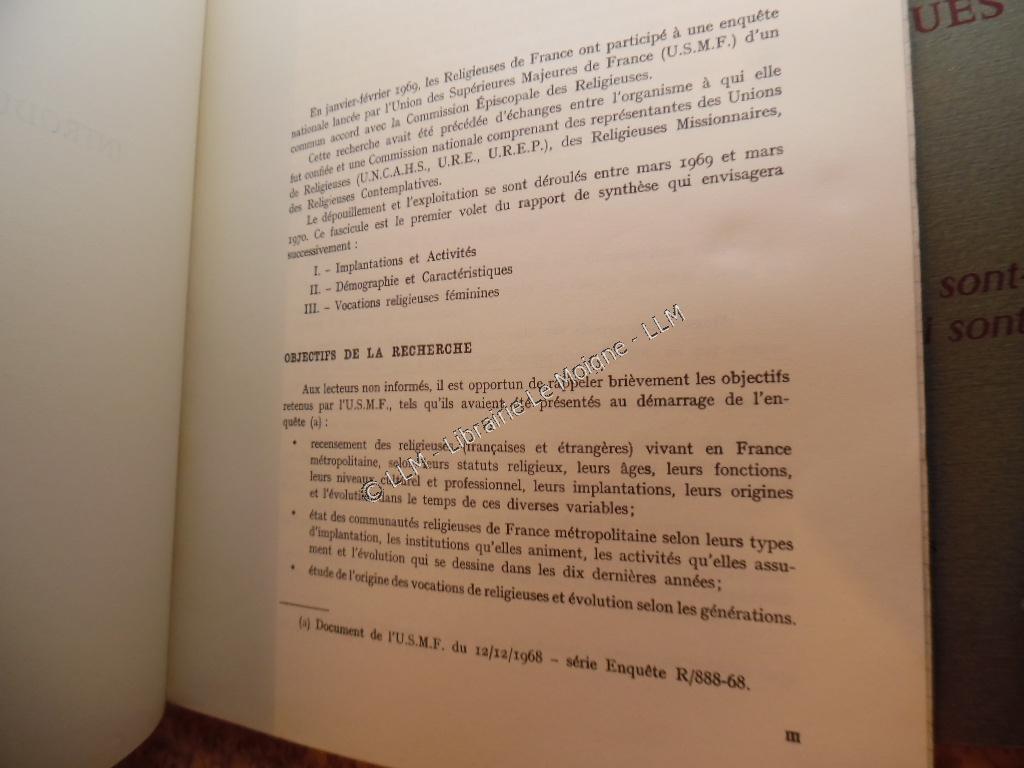 En janvier-février 1969, les Religieuses de France ont participé à une enquête
nationale lancée par l'Union des Supérieures Majeures de France (U.S.M.F.) d'un
commun accord avec la Commission Épiscopale des Religieuses.
Cette recherche avait été précédée d'échanges entre l'organisme à qui elle
fut confiée et une Commission nationale comprenant des représentantes des Unions
de Religieuses (U.N.C.A.H.S., U.R.E., U.R.E.P.), des Religieuses Missionnaires,
des Religieuses Contemplatives.
Le dépouillement et l'exploitation se sont déroulés entre mars 1969 et mars
1970. Ce fascicule est le premier volet du rapport de synthèse qui envisagera
successivement :
I. - Implantations et Activités
II. - Démographie et Caractéristiques
III. - Vocations religieuses féminines
OBJECTIFS DE LA RECHERCHE
Aux lecteurs non informés, il est opportun de rappeler brièvement les objectifs
retenus par l'U.S.M.F., tels qu'ils avaient été présentés au démarrage de l'en-
quête (a) :
• recensement des religieuses (françaises et étrangères) vivant en France
métropolitaine, selon leurs statuts religieux, leurs âges, leurs fonctions,
leurs niveaux culturel et professionnel, leurs implantations, leurs origines
et l'évolution dans le temps de ces diverses variables;
• état des communautés religieuses de France métropolitaine selon leurs types
d'implantation, les institutions qu'elles animent, les activités qu'elles assu-
ment et l'évolution qui se dessine dans les dix dernières années;
• étude de l'origine des vocations de religieuses et évolution selon les générations.
(a) Document de l'U.S.M.F. du 12/12/1968 - série Enquête R/888-68.
III
© LLM - Librairie Le Moigne - LLM
UES
sont-
i sont